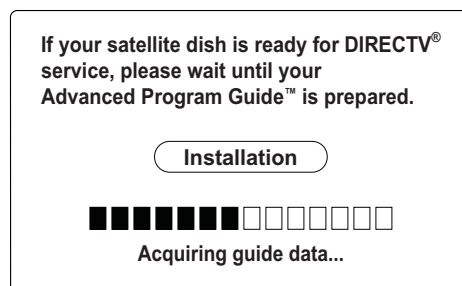 If your satellite dish is ready for DIRECTV®
service, please wait until your
Advanced Program Guide™ is prepared.
Installation
Acquiring guide data...